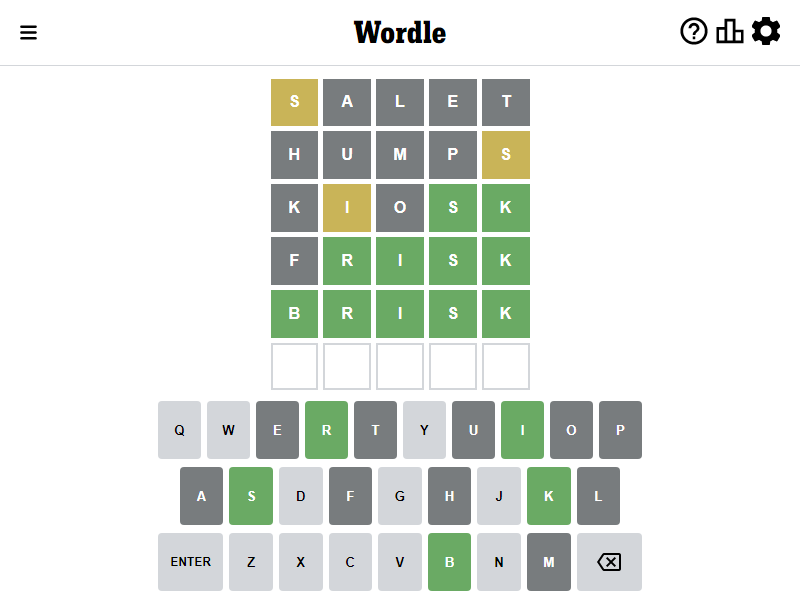 Wordle
S A L E T
H U M P S
K I O S K
F R I S K
B R I S K
Q W E R T Y U I O P
A S D F G H J K L
ENTER Z X C V B N M